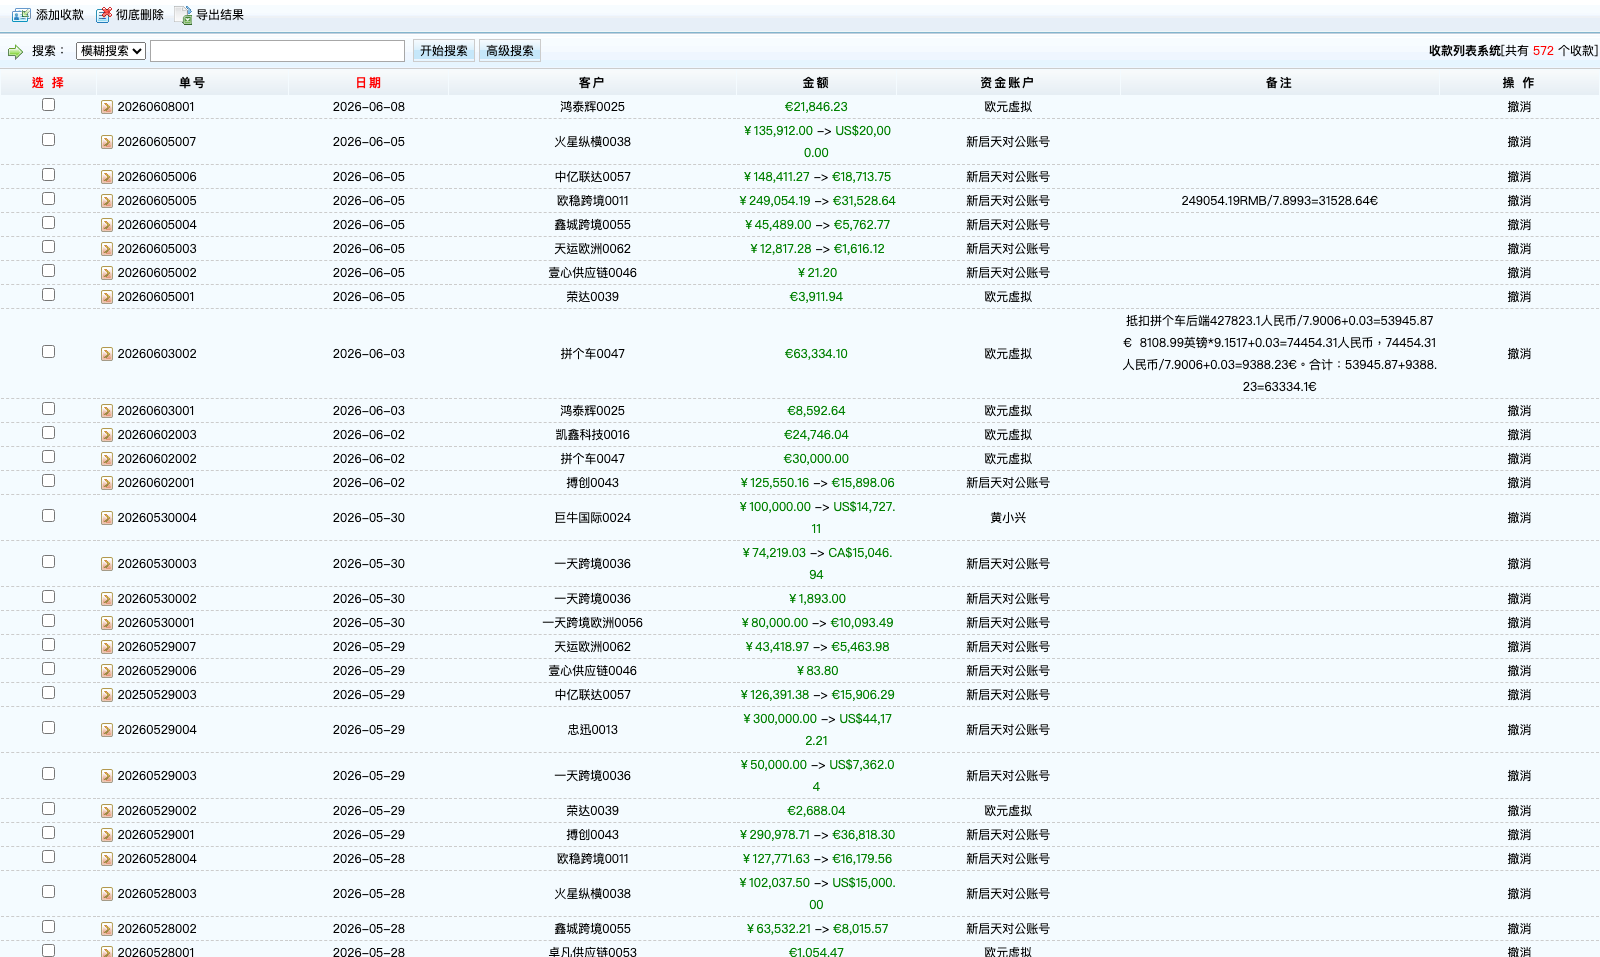 添加收款 彻底删除 导出结果
搜索： 模糊搜索 开始搜索 高级搜索 收款列表系统[共有 572 个收款]
选 择 单号 日期 客户 金额 资金账户 备注 操 作
20260608001 2026-06-08 鸿泰辉0025 €21,846.23 欧元虚拟 撤消
20260605007 2026-06-05 火星纵横0038 ¥135,912.00 -> US$20,00
0.00 新启天对公账号 撤消
20260605006 2026-06-05 中亿联达0057 ¥148,411.27 -> €18,713.75 新启天对公账号 撤消
20260605005 2026-06-05 欧稳跨境0011 ¥249,054.19 -> €31,528.64 新启天对公账号 249054.19RMB/7.8993=31528.64€ 撤消
20260605004 2026-06-05 鑫城跨境0055 ¥45,489.00 -> €5,762.77 新启天对公账号 撤消
20260605003 2026-06-05 天运欧洲0062 ¥12,817.28 -> €1,616.12 新启天对公账号 撤消
20260605002 2026-06-05 壹心供应链0046 ¥21.20 新启天对公账号 撤消
20260605001 2026-06-05 荣达0039 €3,911.94 欧元虚拟 撤消
20260603002 2026-06-03 拼个车0047 €63,334.10 欧元虚拟 抵扣拼个车后端427823.1人民币/7.9006+0.03=53945.87
€ 8108.99英镑*9.1517+0.03=74454.31人民币，74454.31
人民币/7.9006+0.03=9388.23€。合计：53945.87+9388.
23=63334.1€ 撤消
20260603001 2026-06-03 鸿泰辉0025 €8,592.64 欧元虚拟 撤消
20260602003 2026-06-02 凯鑫科技0016 €24,746.04 欧元虚拟 撤消
20260602002 2026-06-02 拼个车0047 €30,000.00 欧元虚拟 撤消
20260602001 2026-06-02 搏创0043 ¥125,550.16 -> €15,898.06 新启天对公账号 撤消
20260530004 2026-05-30 巨牛国际0024 ¥100,000.00 -> US$14,727.
11 黄小兴 撤消
20260530003 2026-05-30 一天跨境0036 ¥74,219.03 -> CA$15,046.
94 新启天对公账号 撤消
20260530002 2026-05-30 一天跨境0036 ¥1,893.00 新启天对公账号 撤消
20260530001 2026-05-30 一天跨境欧洲0056 ¥80,000.00 -> €10,093.49 新启天对公账号 撤消
20260529007 2026-05-29 天运欧洲0062 ¥43,418.97 -> €5,463.98 新启天对公账号 撤消
20260529006 2026-05-29 壹心供应链0046 ¥83.80 新启天对公账号 撤消
20250529003 2026-05-29 中亿联达0057 ¥126,391.38 -> €15,906.29 新启天对公账号 撤消
20260529004 2026-05-29 忠迅0013 ¥300,000.00 -> US$44,17
2.21 新启天对公账号 撤消
20260529003 2026-05-29 一天跨境0036 ¥50,000.00 -> US$7,362.0
4 新启天对公账号 撤消
20260529002 2026-05-29 荣达0039 €2,688.04 欧元虚拟 撤消
20260529001 2026-05-29 搏创0043 ¥290,978.71 -> €36,818.30 新启天对公账号 撤消
20260528004 2026-05-28 欧稳跨境0011 ¥127,771.63 -> €16,179.56 新启天对公账号 撤消
20260528003 2026-05-28 火星纵横0038 ¥102,037.50 -> US$15,000.
00 新启天对公账号 撤消
20260528002 2026-05-28 鑫城跨境0055 ¥63,532.21 -> €8,015.57 新启天对公账号 撤消
20260528001 2026-05-28 卓凡供应链0053 €1,054.47 欧元虚拟 撤消